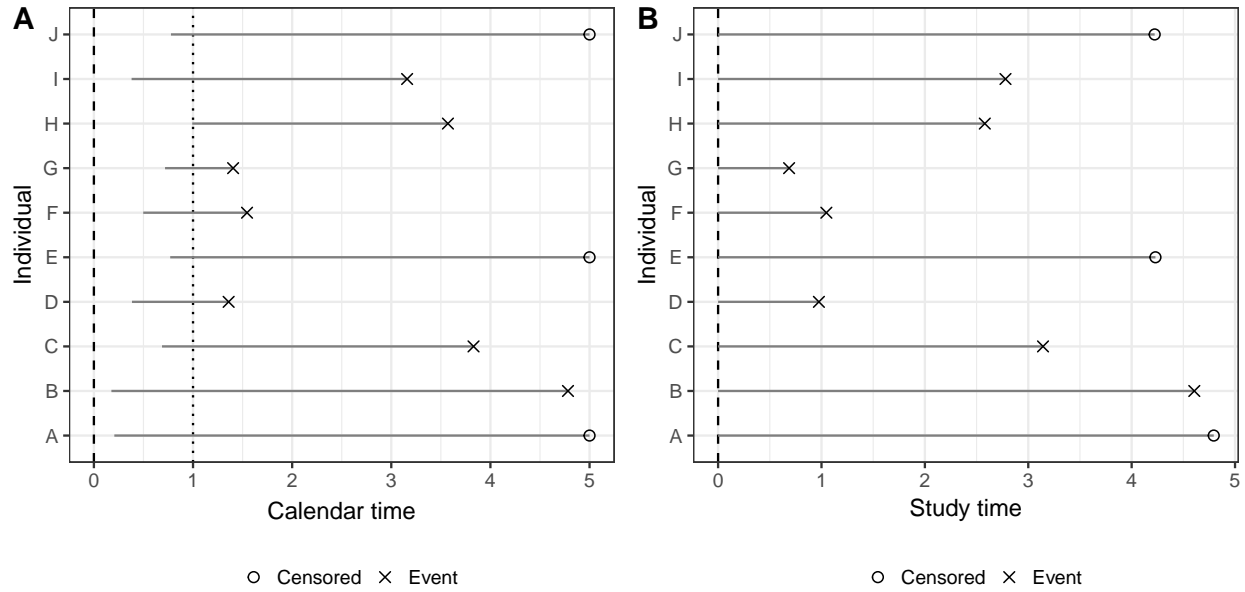 A
Individual
J
I
H
G
F
E
D
C
B
A
0 1 2 3 4 5
Calendar time
Censored Event
B
Individual
J
I
H
G
F
E
D
C
B
A
0 1 2 3 4 5
Study time
Censored Event